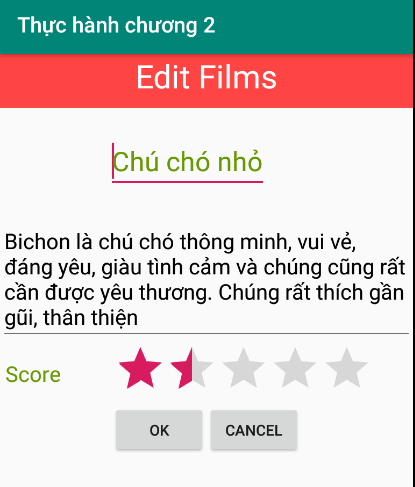 Thực hành chương 2
Edit Films
Chú chó nhỏ
Bichon là chú chó thông minh, vui vẻ,
đáng yêu, giàu tình cảm và chúng cũng rất
cần được yêu thương. Chúng rất thích gần
gũi, thân thiện
Score
OK CANCEL